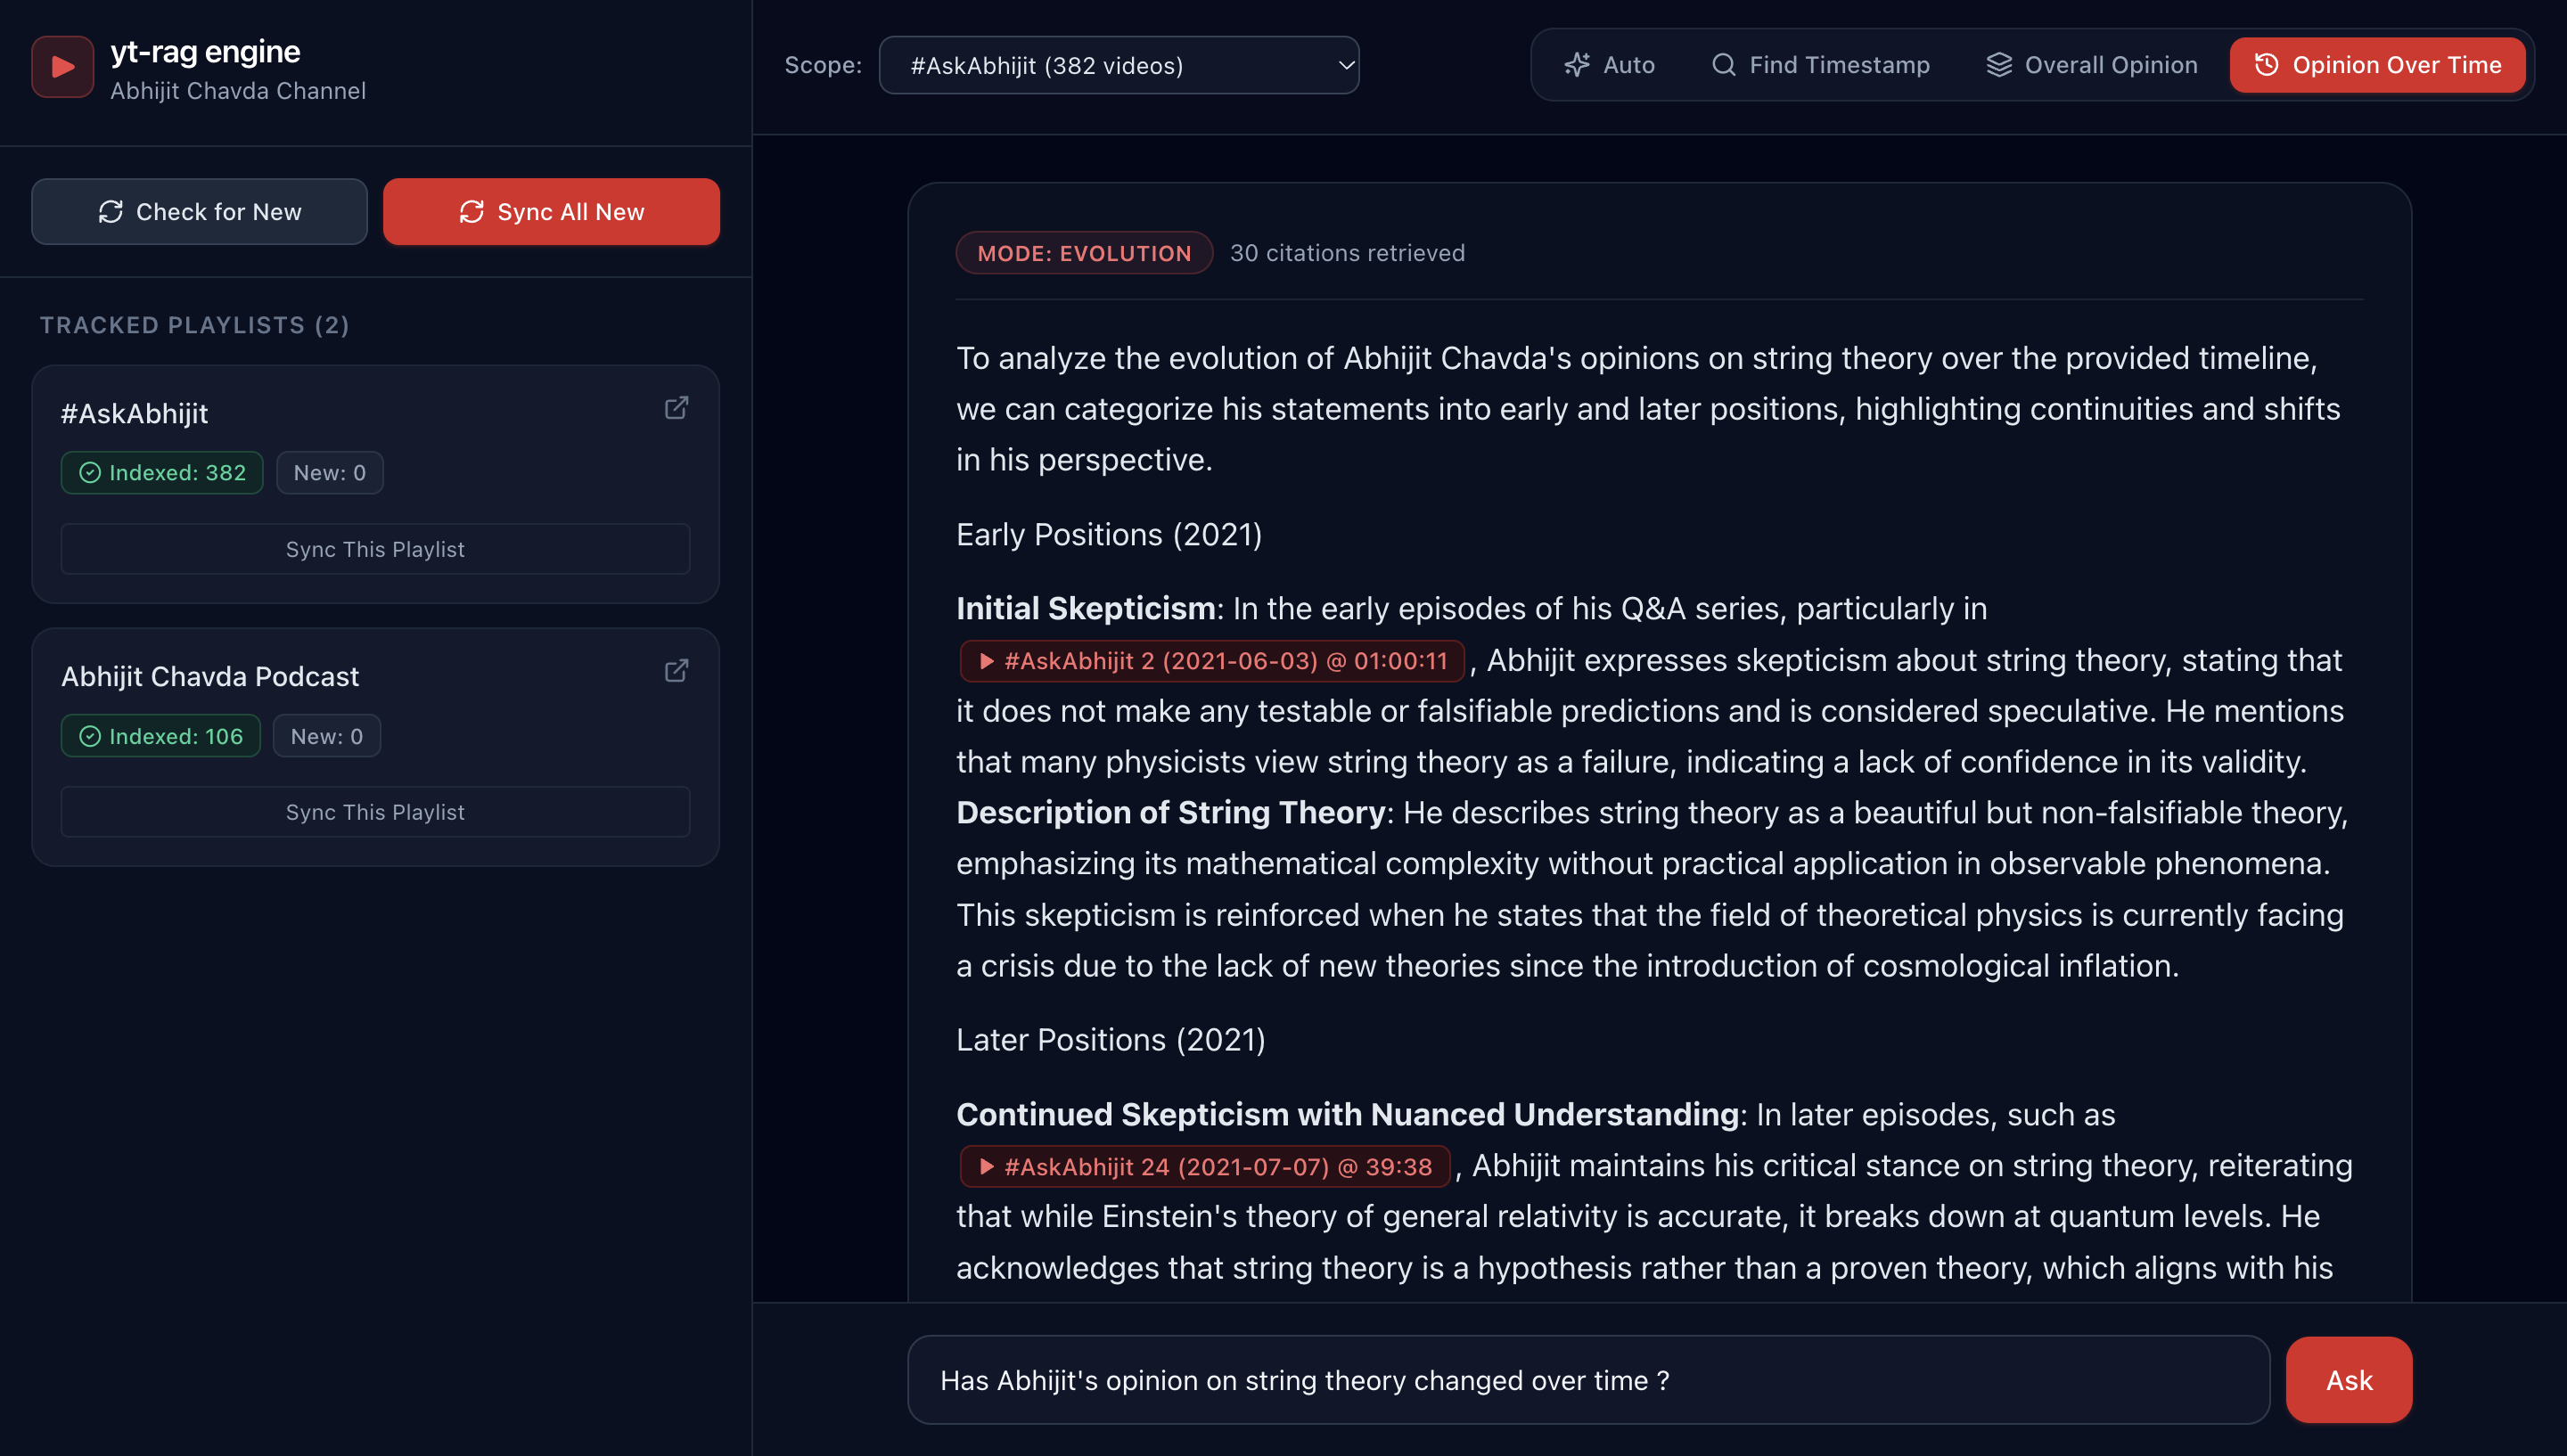 yt-rag engine
Abhijit Chavda Channel
Check for New
Sync All New
TRACKED PLAYLISTS (2)
#AskAbhijit
Indexed: 382
New: 0
Sync This Playlist
Abhijit Chavda Podcast
Indexed: 106
New: 0
Sync This Playlist
Scope:
#AskAbhijit (382 videos)
Auto
Find Timestamp
Overall Opinion
Opinion Over Time
MODE: EVOLUTION
30 citations retrieved
To analyze the evolution of Abhijit Chavda's opinions on string theory over the provided timeline,
we can categorize his statements into early and later positions, highlighting continuities and shifts
in his perspective.
Early Positions (2021)
Initial Skepticism: In the early episodes of his Q&A series, particularly in
#AskAbhijit 2 (2021-06-03) @ 01:00:11, Abhijit expresses skepticism about string theory, stating that
it does not make any testable or falsifiable predictions and is considered speculative. He mentions
that many physicists view string theory as a failure, indicating a lack of confidence in its validity.
Description of String Theory: He describes string theory as a beautiful but non-falsifiable theory,
emphasizing its mathematical complexity without practical application in observable phenomena.
This skepticism is reinforced when he states that the field of theoretical physics is currently facing
a crisis due to the lack of new theories since the introduction of cosmological inflation.
Later Positions (2021)
Continued Skepticism with Nuanced Understanding: In later episodes, such as
#AskAbhijit 24 (2021-07-07) @ 39:38, Abhijit maintains his critical stance on string theory, reiterating
that while Einstein's theory of general relativity is accurate, it breaks down at quantum levels. He
acknowledges that string theory is a hypothesis rather than a proven theory, which aligns with his
Has Abhijit's opinion on string theory changed over time ?
Ask